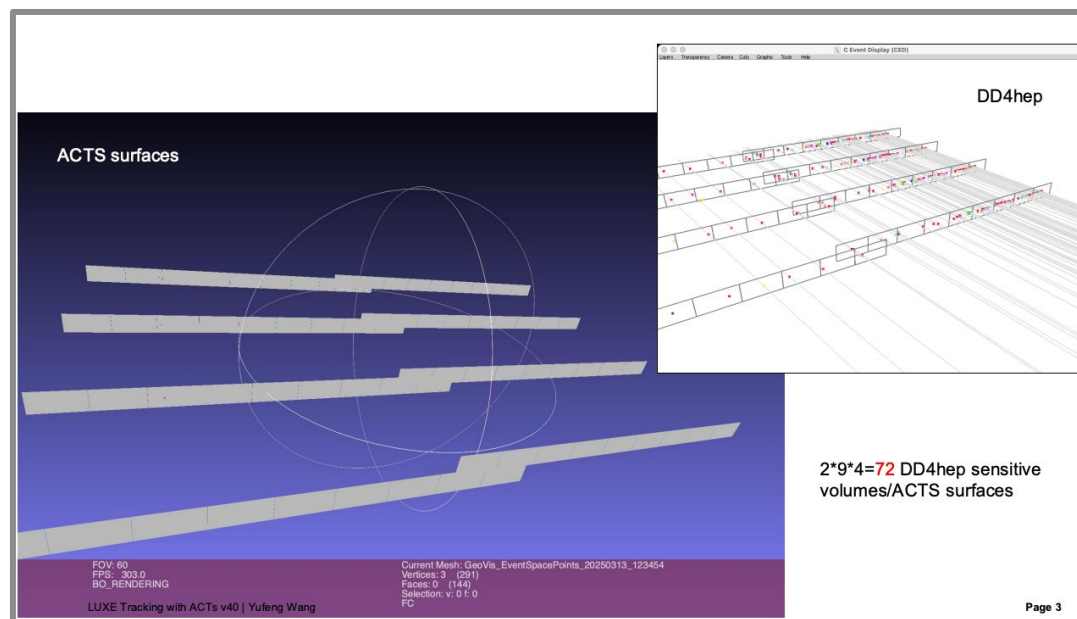 C Event Display (CED)
Layers Transparency Camera Cuts Graphic Tools Help
DD4hep
ACTS surfaces
2*9*4=72 DD4hep sensitive
volumes/ACTS surfaces
FOV: 60
FPS: 303.0
BO_RENDERING
Current Mesh: GeoVis_EventSpacePoints_20250313_123454
Vertices: 3 (291)
Faces: 0 (144)
Selection: v: 0 f: 0
FC
LUXE Tracking with ACTs v40 | Yufeng Wang
Page 3